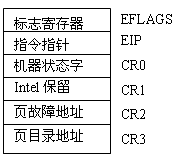 标志寄存器 EFLAGS
指令指针 EIP
机器状态字 CR0
Intel 保留 CR1
页故障地址 CR2
页目录地址 CR3